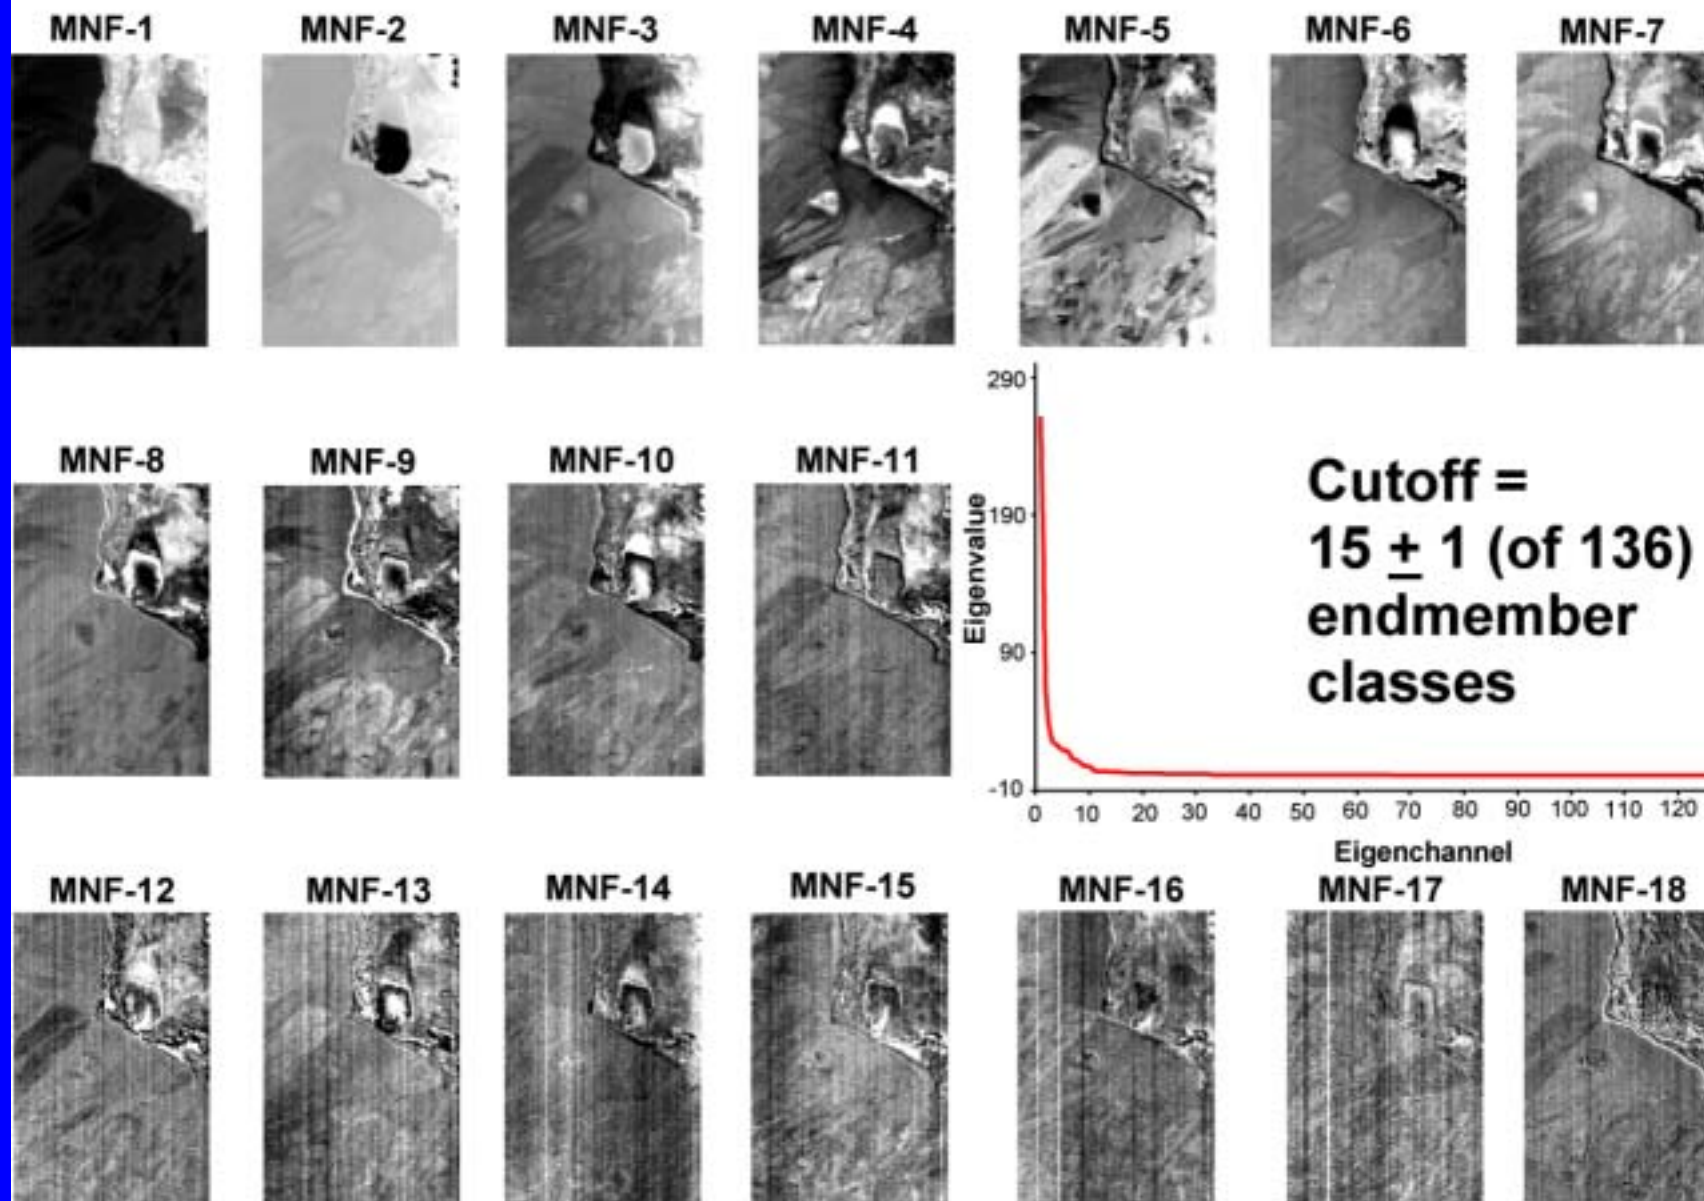 MNF-1 MNF-2 MNF-3 MNF-4 MNF-5 MNF-6 MNF-7
290
190
90
-10
Eigenvalue
0 10 20 30 40 50 60 70 80 90 100 110 120
Eigenchannel
Cutoff =
15 ± 1 (of 136)
endmember
classes
MNF-8 MNF-9 MNF-10 MNF-11
MNF-12 MNF-13 MNF-14 MNF-15 MNF-16 MNF-17 MNF-18